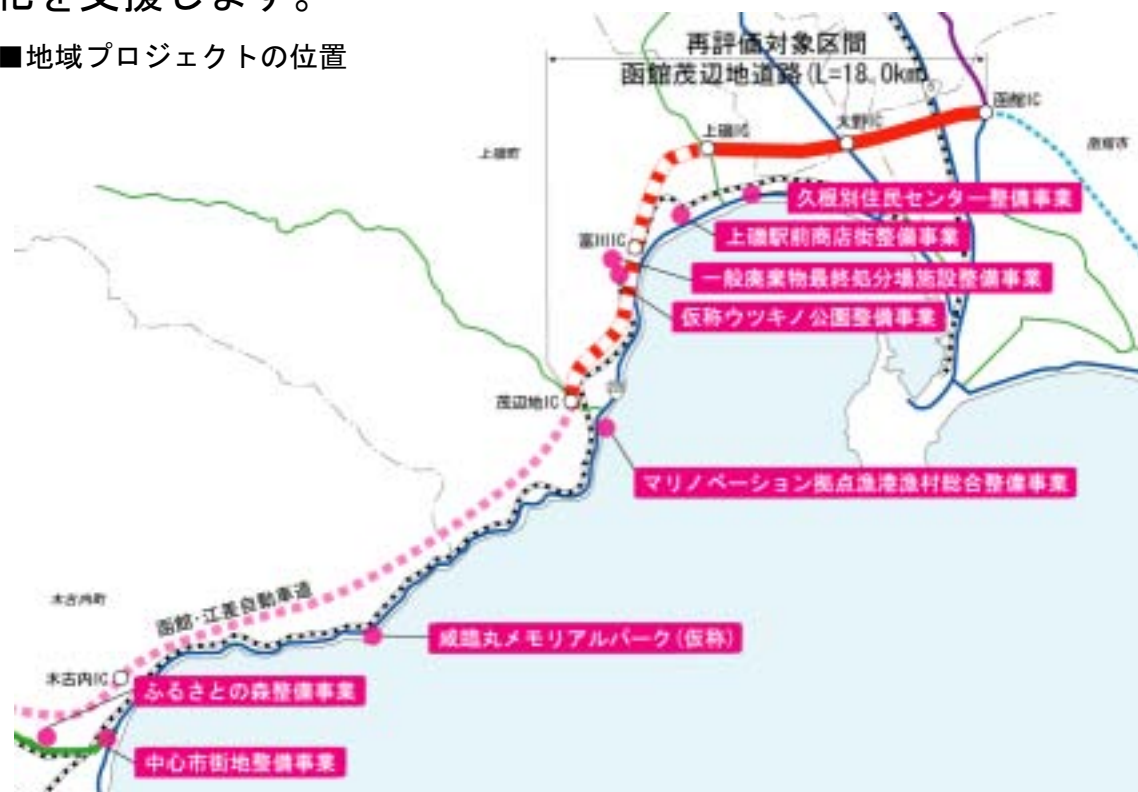 化を支援します。
■地域プロジェクトの位置
再評価対象区間
函館茂辺地道路(L=18.0km)
函館IC
大野IC
上磯IC
上磯町
函館市
久根別住民センター整備事業
上磯駅前商店街整備事業
富川IC
一般廃棄物最終処分場施設整備事業
仮称ウツキノ公園整備事業
茂辺地IC
マリノベーション拠点漁港漁村総合整備事業
函館・江差自動車道
木古内町
咸臨丸メモリアルパーク(仮称)
木古内IC
ふるさとの森整備事業
中心市街地整備事業